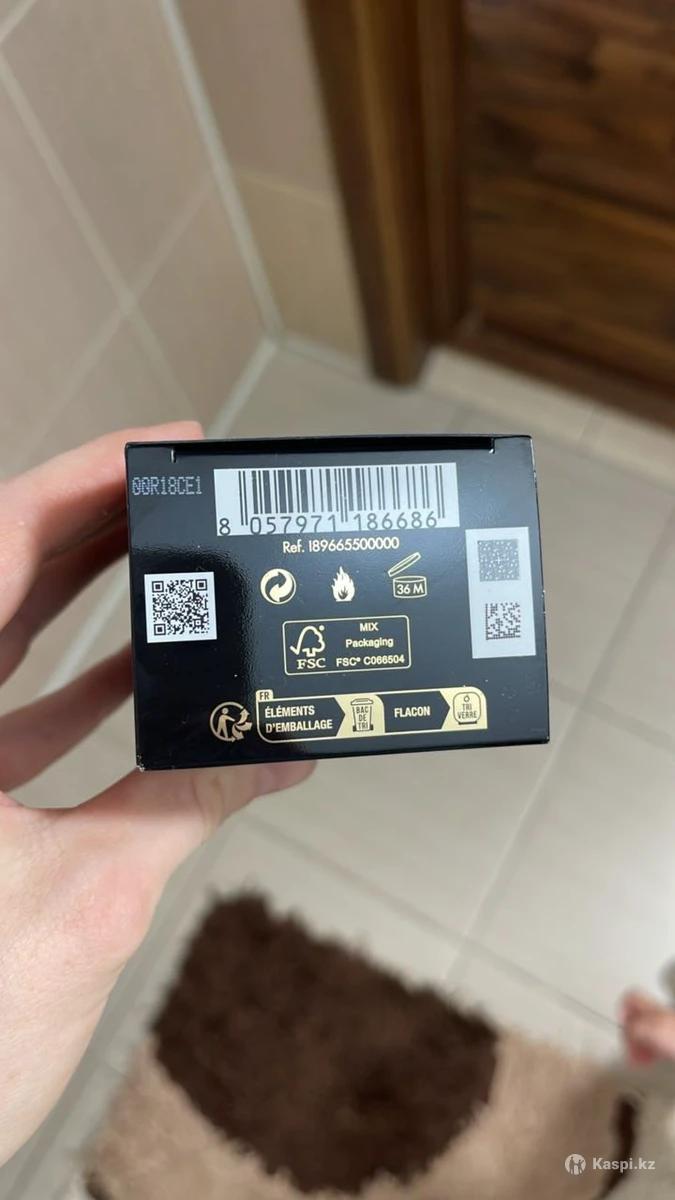 00R18CE1
8 057971 186686
Ref. I89665500000
36 M
MIX
Packaging
FSC® C066504
FSC
FR
ÉLÉMENTS
D'EMBALLAGE
BAC
DE
TRI
FLACON
TRI
VERRE
Kaspi.kz